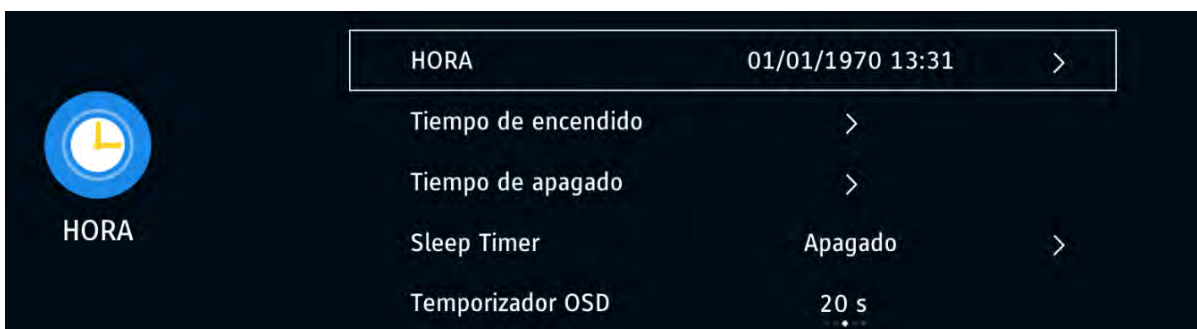 HORA 01/01/1970 13:31 >
Tiempo de encendido >
Tiempo de apagado >
HORA
Sleep Timer Apagado >
Temporizador OSD 20 s